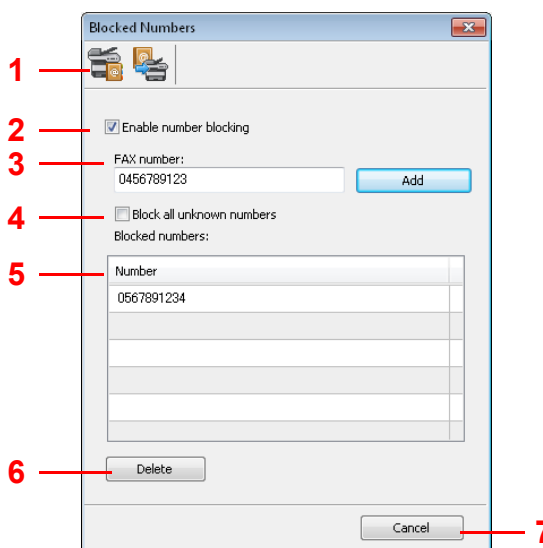 Blocked Numbers
1
2
Enable number blocking
3
FAX number:
0456789123
Add
4
Block all unknown numbers
Blocked numbers:
5
Number
0567891234
6
Delete
Cancel
7